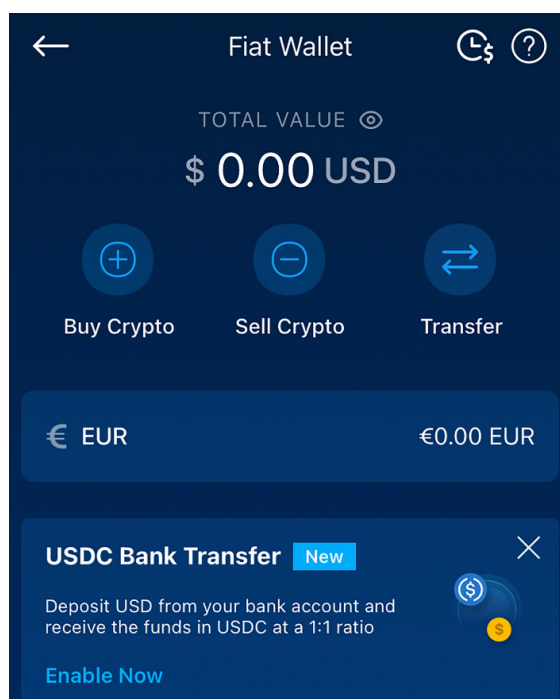 Fiat Wallet
TOTAL VALUE
$ 0.00 USD
Buy Crypto Sell Crypto Transfer
€ EUR €0.00 EUR
USDC Bank Transfer New
Deposit USD from your bank account and
receive the funds in USDC at a 1:1 ratio
Enable Now